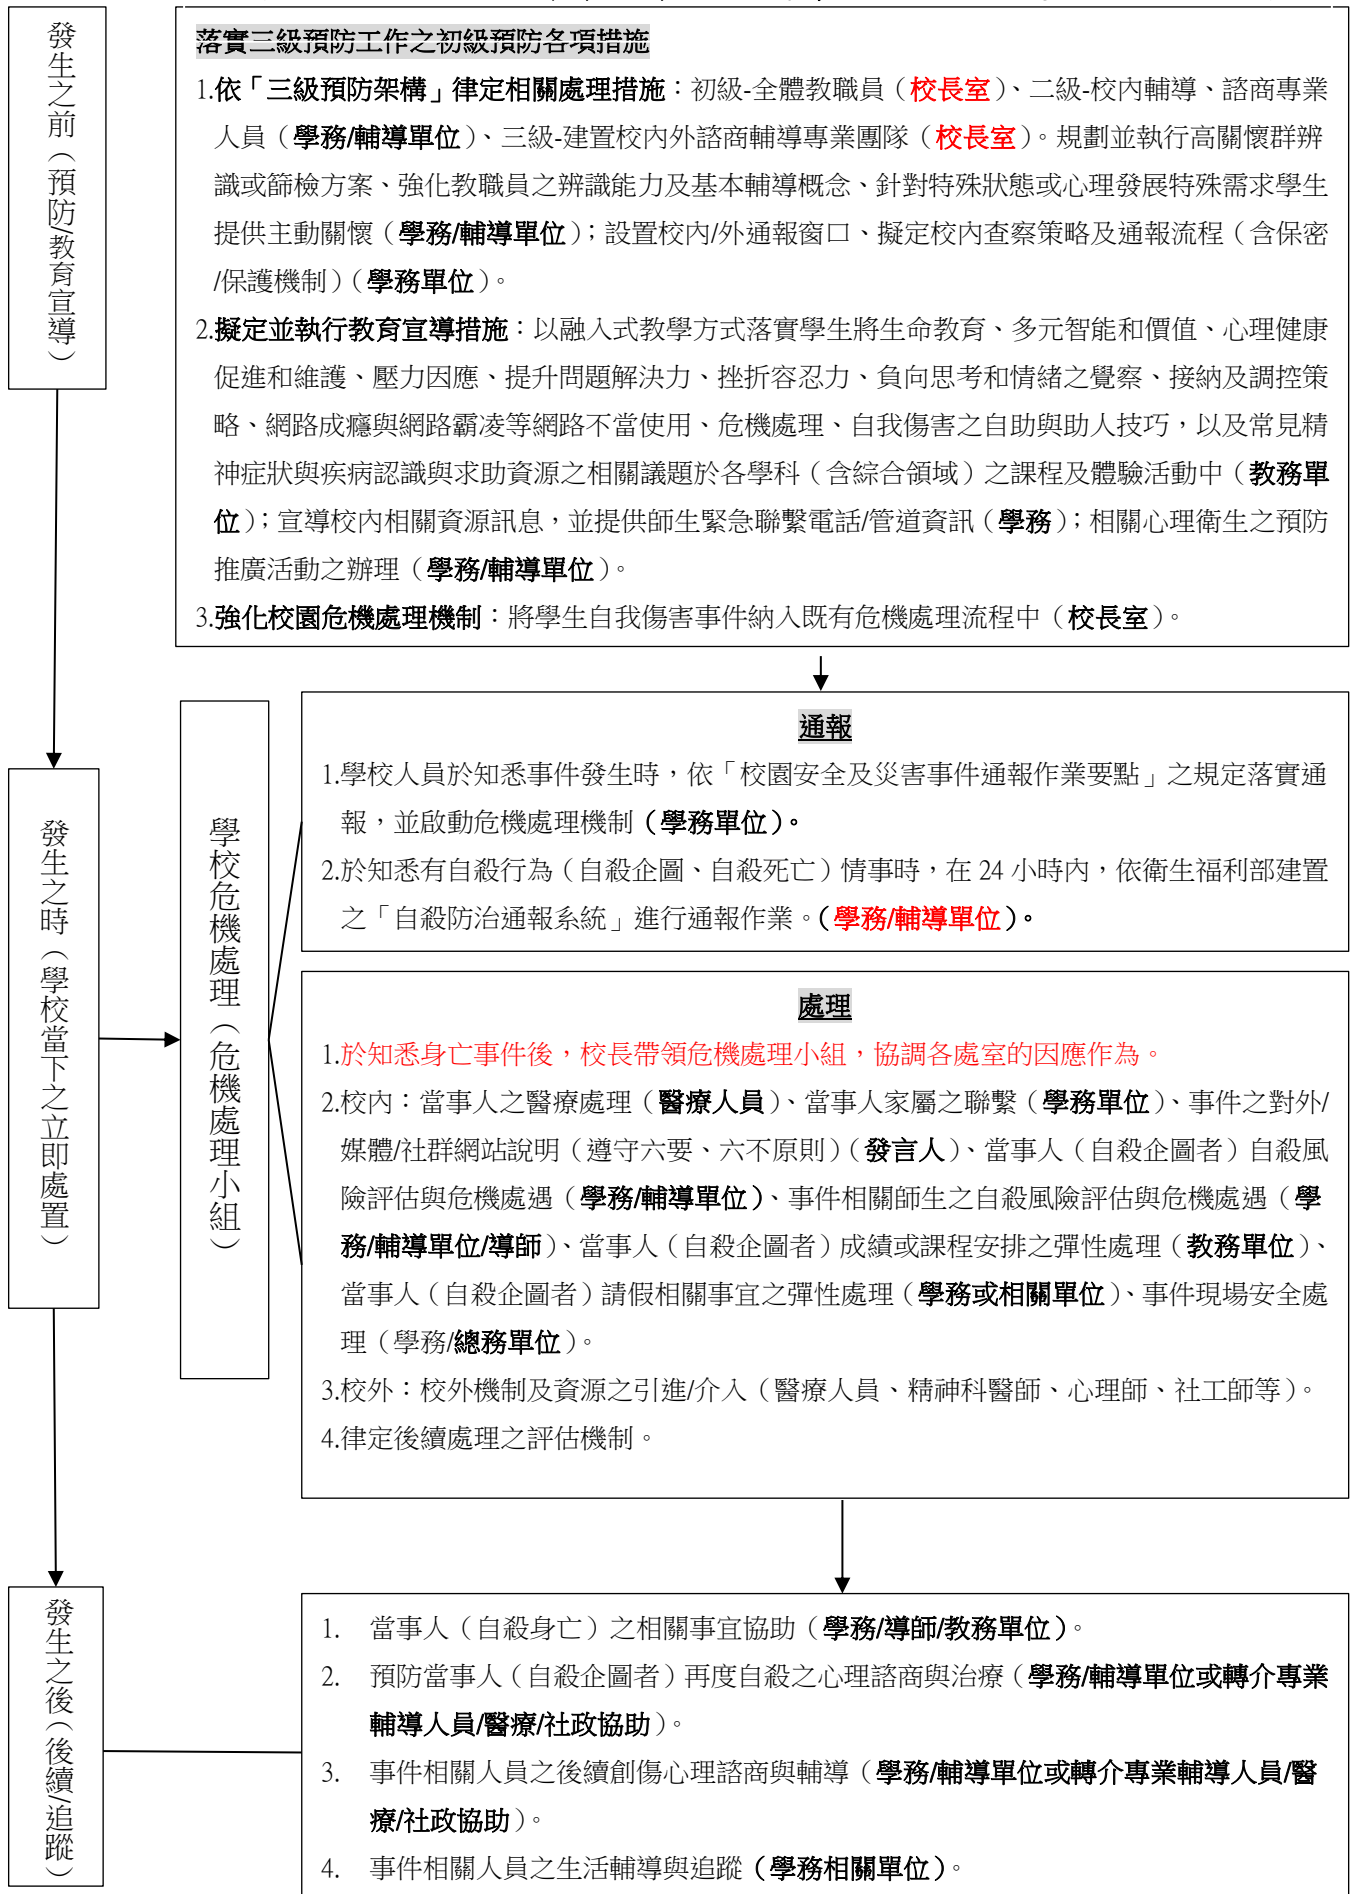 發生之前（預防/教育宣導）
落實三級預防工作之初級預防各項措施
1.依「三級預防架構」律定相關處理措施：初級-全體教職員（校長室）、二級-校內輔導、諮商專業
人員（學務/輔導單位）、三級-建置校內外諮商輔導專業團隊（校長室）。規劃並執行高關懷群辨
識或篩檢方案、強化教職員之辨識能力及基本輔導概念、針對特殊狀態或心理發展特殊需求學生
提供主動關懷（學務/輔導單位）；設置校內/外通報窗口、擬定校內查察策略及通報流程（含保密
/保護機制）（學務單位）。
2.擬定並執行教育宣導措施：以融入式教學方式落實學生將生命教育、多元智能和價值、心理健康
促進和維護、壓力因應、提升問題解決力、挫折容忍力、負向思考和情緒之覺察、接納及調控策
略、網路成癮與網路霸凌等網路不當使用、危機處理、自我傷害之自助與助人技巧，以及常見精
神症狀與疾病認識與求助資源之相關議題於各學科（含綜合領域）之課程及體驗活動中（教務單
位）；宣導校內相關資源訊息，並提供師生緊急聯繫電話/管道資訊（學務）；相關心理衛生之預防
推廣活動之辦理（學務/輔導單位）。
3.強化校園危機處理機制：將學生自我傷害事件納入既有危機處理流程中（校長室）。
發生之時（學校當下之立即處置）
學校危機處理（危機處理小組）
通報
1.學校人員於知悉事件發生時，依「校園安全及災害事件通報作業要點」之規定落實通
報，並啟動危機處理機制（學務單位）。
2.於知悉有自殺行為（自殺企圖、自殺死亡）情事時，在 24 小時內，依衛生福利部建置
之「自殺防治通報系統」進行通報作業。（學務/輔導單位）。
處理
1.於知悉身亡事件後，校長帶領危機處理小組，協調各處室的因應作為。
2.校內：當事人之醫療處理（醫療人員）、當事人家屬之聯繫（學務單位）、事件之對外/
媒體/社群網站說明（遵守六要、六不原則）（發言人）、當事人（自殺企圖者）自殺風
險評估與危機處遇（學務/輔導單位）、事件相關師生之自殺風險評估與危機處遇（學
務/輔導單位/導師）、當事人（自殺企圖者）成績或課程安排之彈性處理（教務單位）、
當事人（自殺企圖者）請假相關事宜之彈性處理（學務或相關單位）、事件現場安全處
理（學務/總務單位）。
3.校外：校外機制及資源之引進/介入（醫療人員、精神科醫師、心理師、社工師等）。
4.律定後續處理之評估機制。
發生之後（後續/追蹤）
1. 當事人（自殺身亡）之相關事宜協助（學務/導師/教務單位）。
2. 預防當事人（自殺企圖者）再度自殺之心理諮商與治療（學務/輔導單位或轉介專業
輔導人員/醫療/社政協助）。
3. 事件相關人員之後續創傷心理諮商與輔導（學務/輔導單位或轉介專業輔導人員/醫
療/社政協助）。
4. 事件相關人員之生活輔導與追蹤（學務相關單位）。